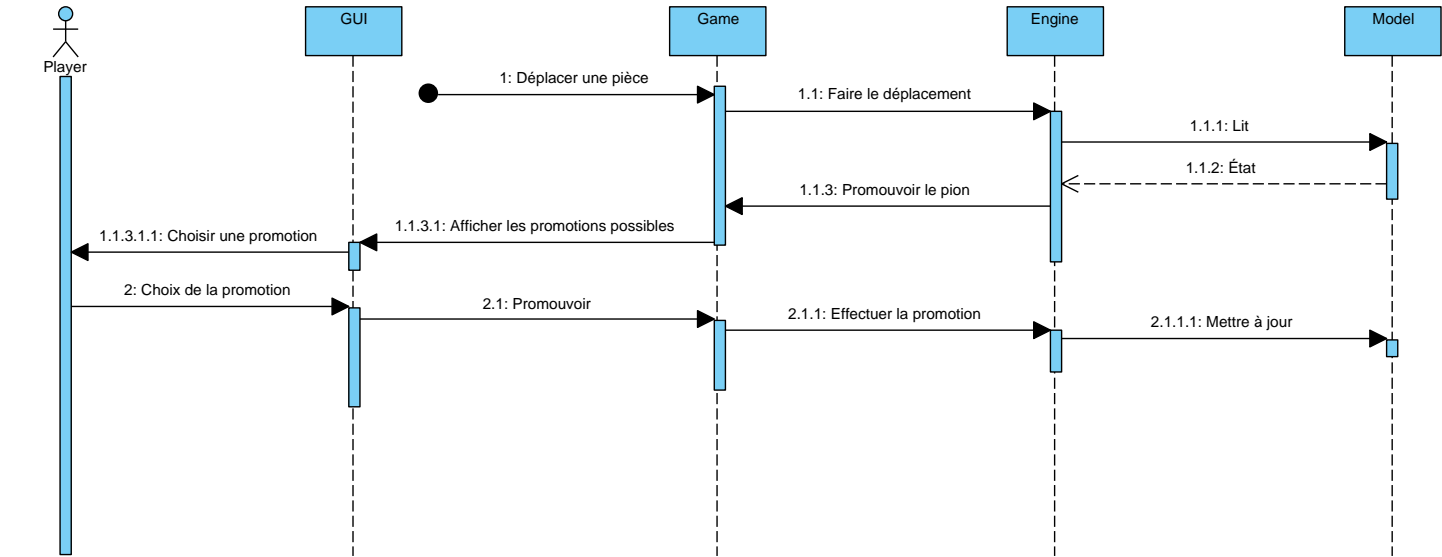 Player
GUI
Game
Engine
Model
1: Déplacer une pièce
1.1: Faire le déplacement
1.1.1: Lit
1.1.2: État
1.1.3: Promouvoir le pion
1.1.3.1: Afficher les promotions possibles
1.1.3.1.1: Choisir une promotion
2: Choix de la promotion
2.1: Promouvoir
2.1.1: Effectuer la promotion
2.1.1.1: Mettre à jour